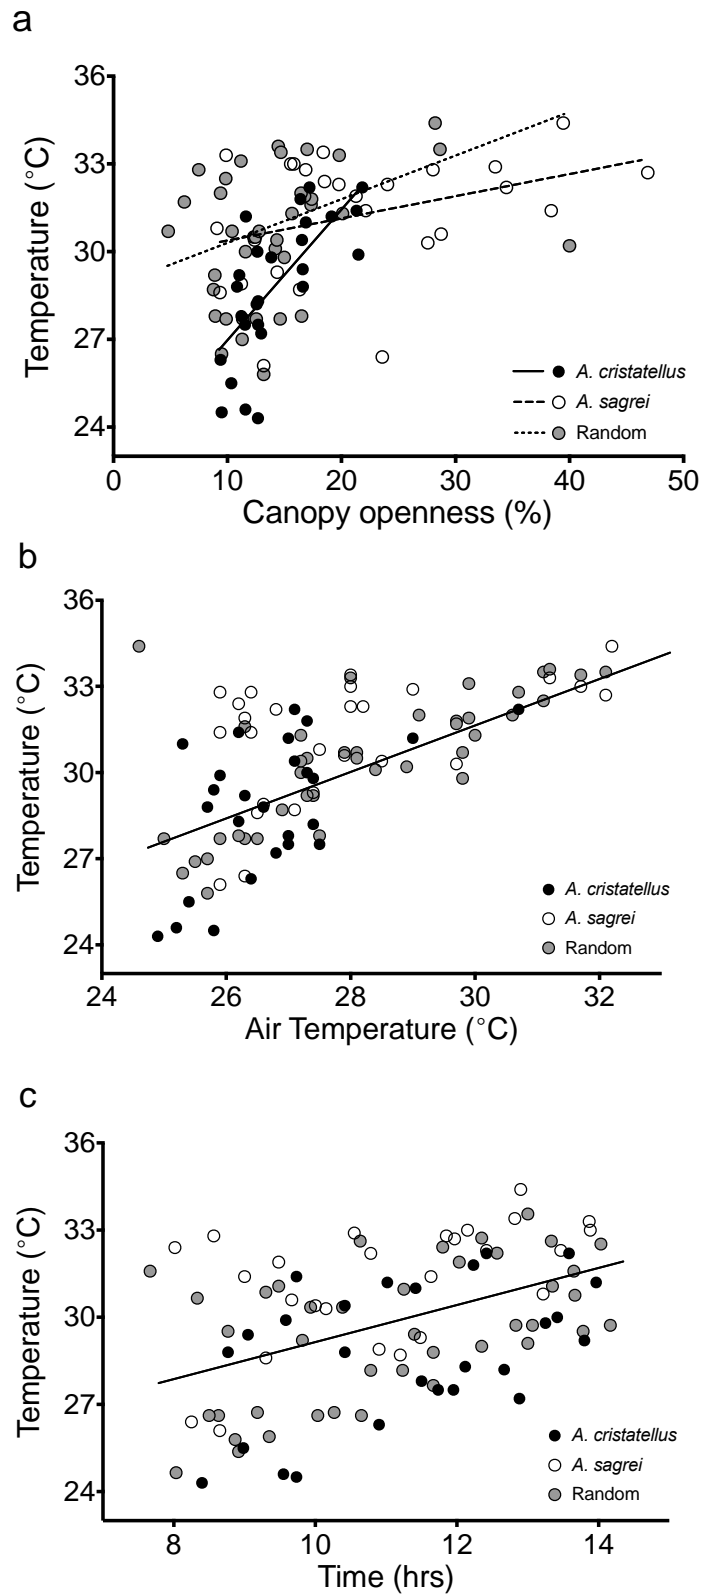 a
36
33
30
27
24
Temperature (°C)
A. cristatellus
A. sagrei
Random
0 10 20 30 40 50
Canopy openness (%)
b
36
33
30
27
24
Temperature (°C)
A. cristatellus
A. sagrei
Random
24 26 28 30 32
Air Temperature (°C)
c
36
33
30
27
24
Temperature (°C)
A. cristatellus
A. sagrei
Random
8 10 12 14
Time (hrs)